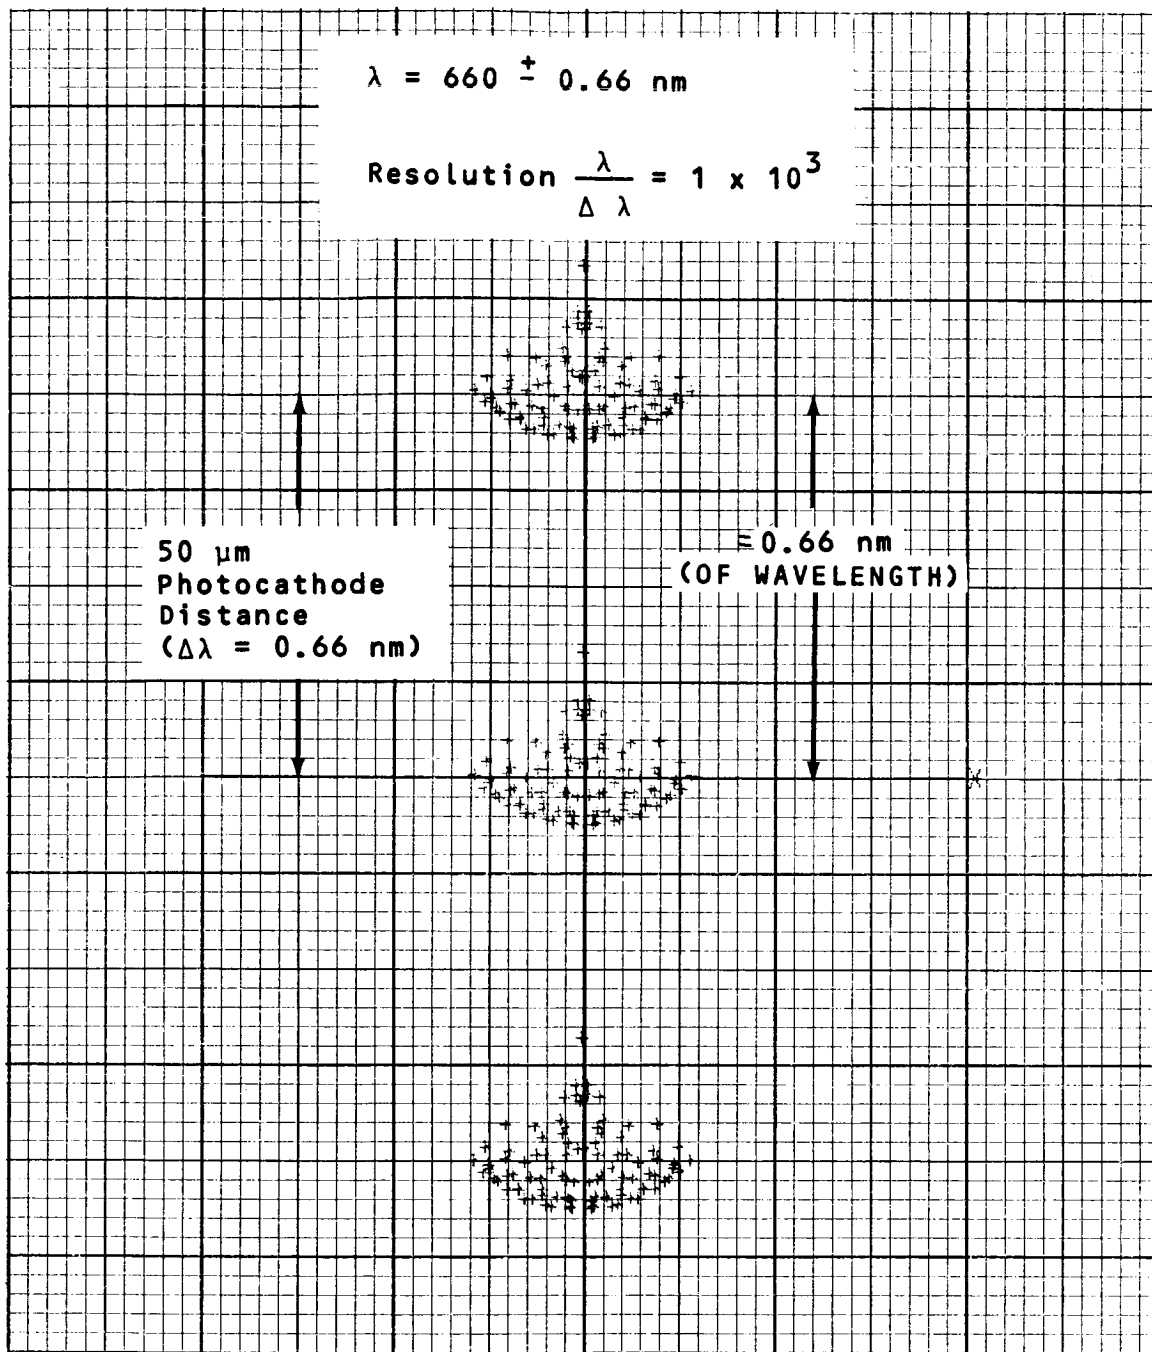 λ = 660 ± 0.66 nm
Resolution λ / Δ λ = 1 x 10³
50 μm
Photocathode
Distance
(Δλ = 0.66 nm)
=0.66 nm
(OF WAVELENGTH)